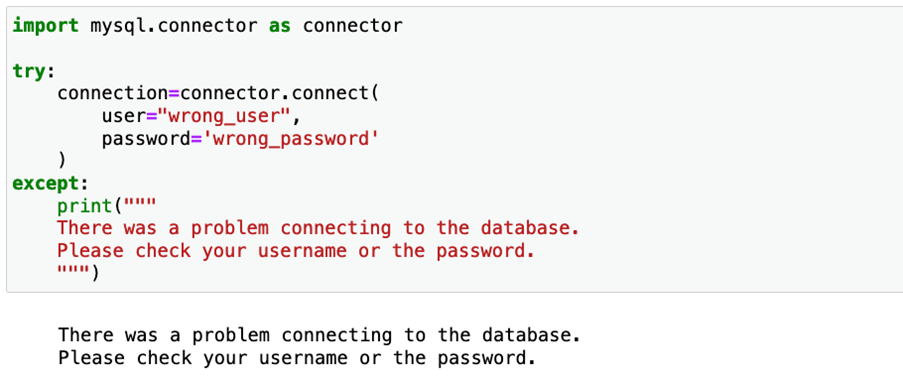 import mysql.connector as connector
try:
    connection=connector.connect(
        user="wrong_user",
        password='wrong_password'
    )
except:
    print("""
    There was a problem connecting to the database.
    Please check your username or the password.
    """)
    There was a problem connecting to the database.
    Please check your username or the password.